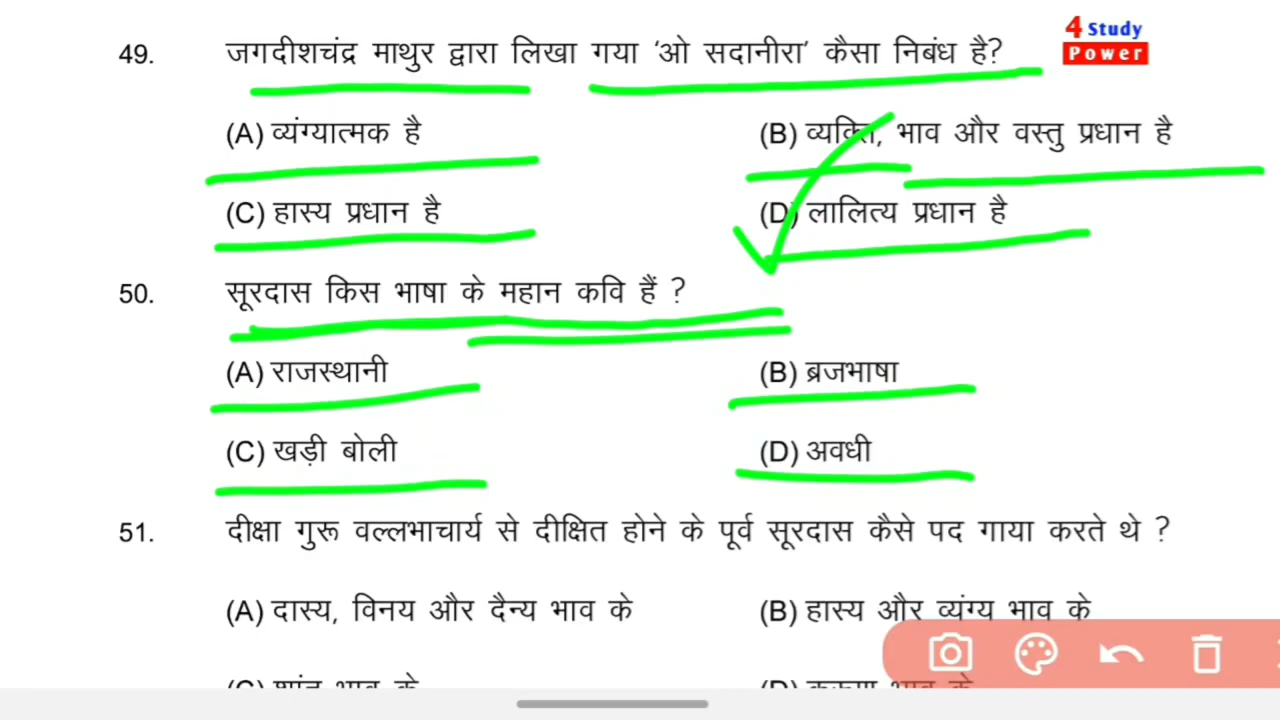 4 Study
Power
49. जगदीशचंद्र माथुर द्वारा लिखा गया ‘ओ सदानीरा’ कैसा निबंध है?
(A) व्यंग्यात्मक है (B) व्यक्ति, भाव और वस्तु प्रधान है
(C) हास्य प्रधान है (D) लालित्य प्रधान है
50. सूरदास किस भाषा के महान कवि हैं ?
(A) राजस्थानी (B) ब्रजभाषा
(C) खड़ी बोली (D) अवधी
51. दीक्षा गुरू वल्लभाचार्य से दीक्षित होने के पूर्व सूरदास कैसे पद गाया करते थे ?
(A) दास्य, विनय और दैन्य भाव के (B) हास्य और व्यंग्य भाव के
(C) शांत भाव के (D) करूण भाव के